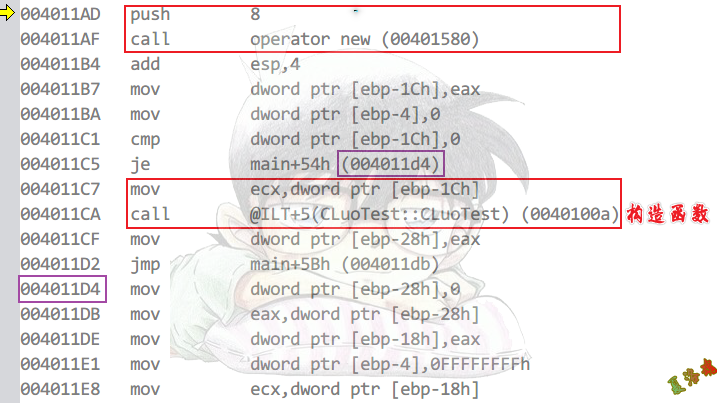 004011AD push 8
004011AF call operator new (00401580)
004011B4 add esp,4
004011B7 mov dword ptr [ebp-1Ch],eax
004011BA mov dword ptr [ebp-4],0
004011C1 cmp dword ptr [ebp-1Ch],0
004011C5 je main+54h (004011d4)
004011C7 mov ecx,dword ptr [ebp-1Ch]
004011CA call @ILT+5(CLuoTest::CLuoTest) (0040100a) 构造函数
004011CF mov dword ptr [ebp-28h],eax
004011D2 jmp main+5Bh (004011db)
004011D4 mov dword ptr [ebp-28h],0
004011DB mov eax,dword ptr [ebp-28h]
004011DE mov dword ptr [ebp-18h],eax
004011E1 mov dword ptr [ebp-4],0FFFFFFFFh
004011E8 mov ecx,dword ptr [ebp-18h]